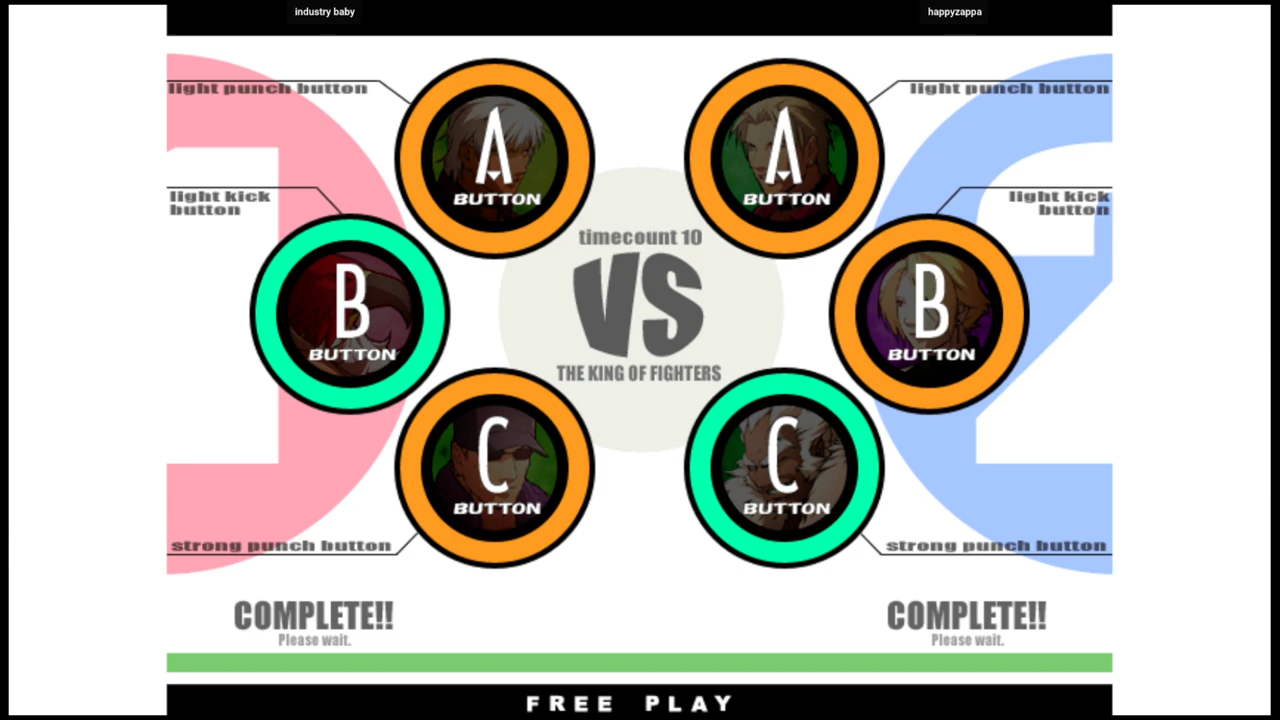 industry baby
happyzappa
light punch button
light punch button
A
BUTTON
A
BUTTON
light kick
button
light kick
button
timecount 10
VS
THE KING OF FIGHTERS
B
BUTTON
B
BUTTON
C
BUTTON
C
BUTTON
strong punch button
strong punch button
COMPLETE!!
Please wait.
COMPLETE!!
Please wait.
FREE PLAY